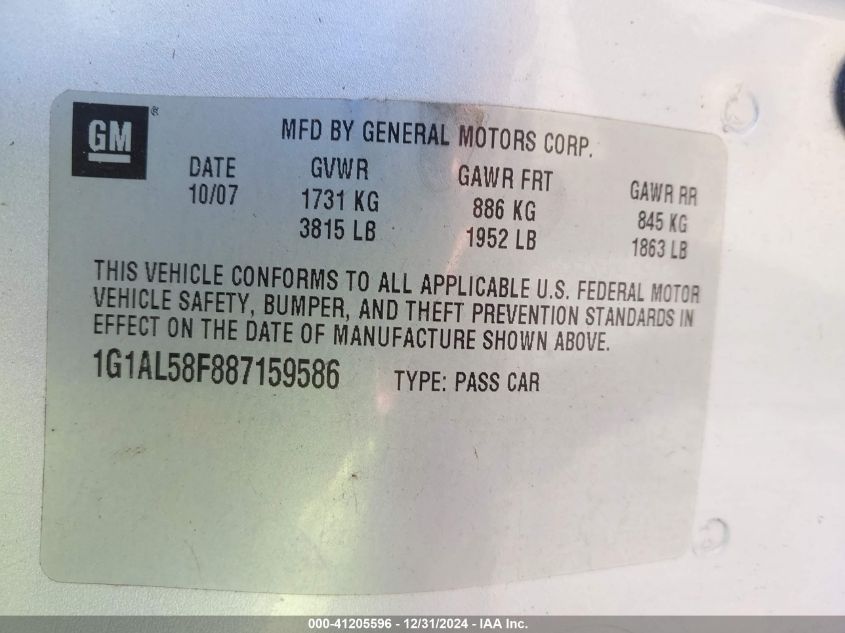 GM ®
MFD BY GENERAL MOTORS CORP.
DATE GVWR GAWR FRT GAWR RR
10/07 1731 KG 886 KG 845 KG
3815 LB 1952 LB 1863 LB
THIS VEHICLE CONFORMS TO ALL APPLICABLE U.S. FEDERAL MOTOR
VEHICLE SAFETY, BUMPER, AND THEFT PREVENTION STANDARDS IN
EFFECT ON THE DATE OF MANUFACTURE SHOWN ABOVE.
1G1AL58F887159586 TYPE: PASS CAR
000-41205596 - 12/31/2024 - IAA Inc.